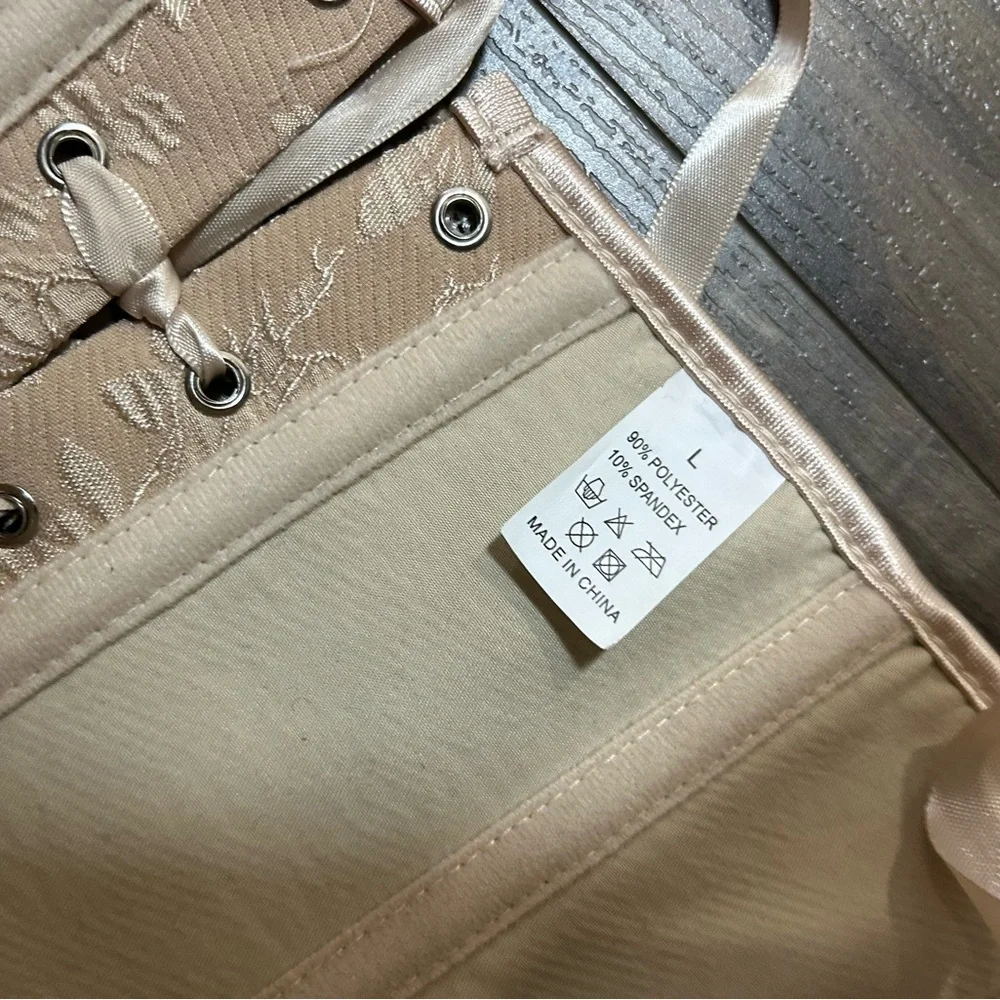 L
90% POLYESTER
10% SPANDEX
MADE IN CHINA